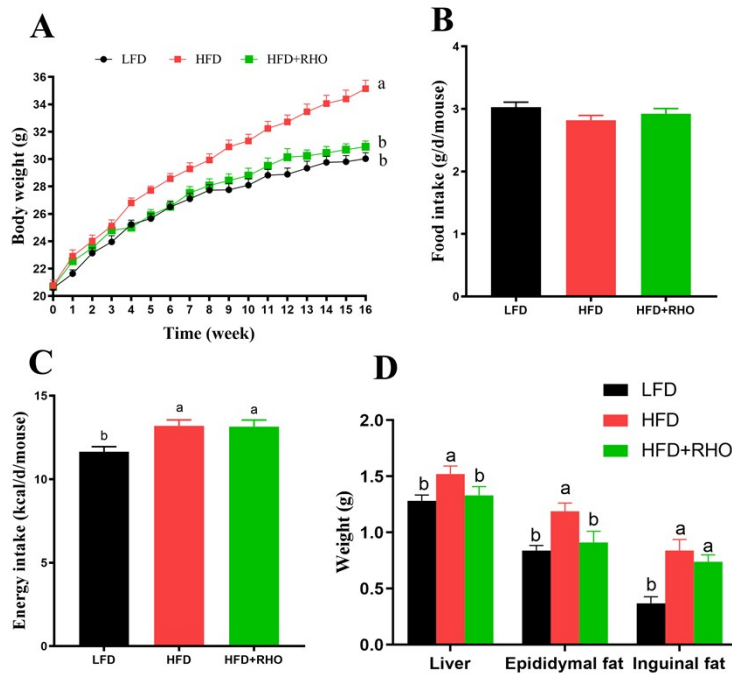 A
LFD HFD HFD+RHO
Body weight (g)
36
34
32
30
28
26
24
22
20
a
b
b
0 1 2 3 4 5 6 7 8 9 10 11 12 13 14 15 16
Time (week)
B
Food intake (g/d/mouse)
4
3
2
1
0
LFD HFD HFD+RHO
C
Energy intake (kcal/d/mouse)
15
10
5
0
b a a
LFD HFD HFD+RHO
D
LFD
HFD
HFD+RHO
Weight (g)
2.0
1.5
1.0
0.5
0.0
b a b b a b b a a
Liver Epididymal fat Inguinal fat